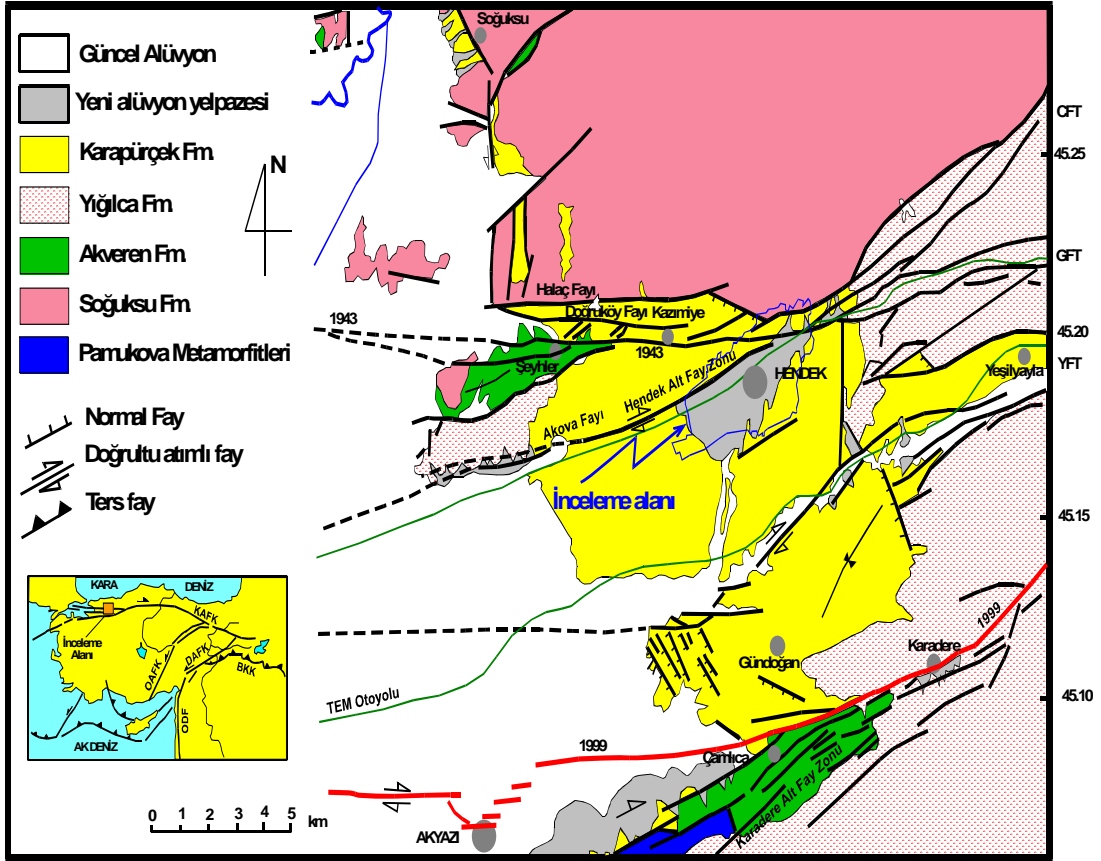 Güncel Alüvyon
Yeni alüvyon yelpazesi
Karapürçek Fm.
Yığılca Fm.
Akveren Fm.
Soğuksu Fm.
Pamukova Metamorfitleri
N
Normal Fay
Doğrultu atımlı fay
Ters fay
KARA DENİZ
İnceleme
Alanı
KAFK
OAFK
DAFK
BKK
ODF
AK DENİZ
0 1 2 3 4 5 km
Soğuksu
CFT
45.25
GFT
45.20
YFT
45.15
45.10
Halaç Fayı
Doğruköy Fayı
Kazımiye
1943
1943
Şeyhler
Hendek Alt Fay Zonu
HENDEK
Yeşilyayla
Akova Fayı
İnceleme alanı
1999
Karadere
Gündoğan
TEM Otoyolu
1999
Çamlıca
Karadere Alt Fay Zonu
AKYAZI